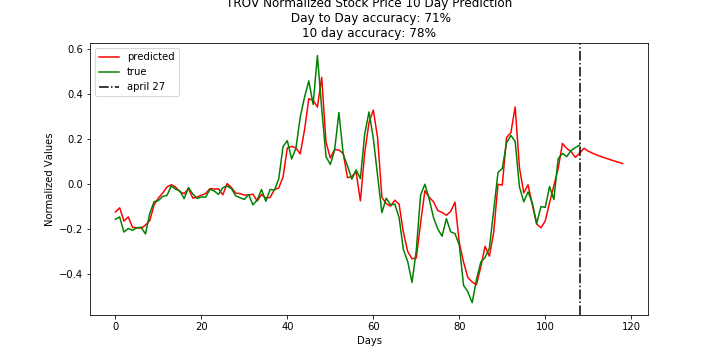 TROV Normalized Stock Price 10 Day Prediction
Day to Day accuracy: 71%
10 day accuracy: 78%
predicted
true
april 27
0.6
0.4
0.2
0.0
−0.2
−0.4
Normalized Values
0
20
40
60
80
100
120
Days